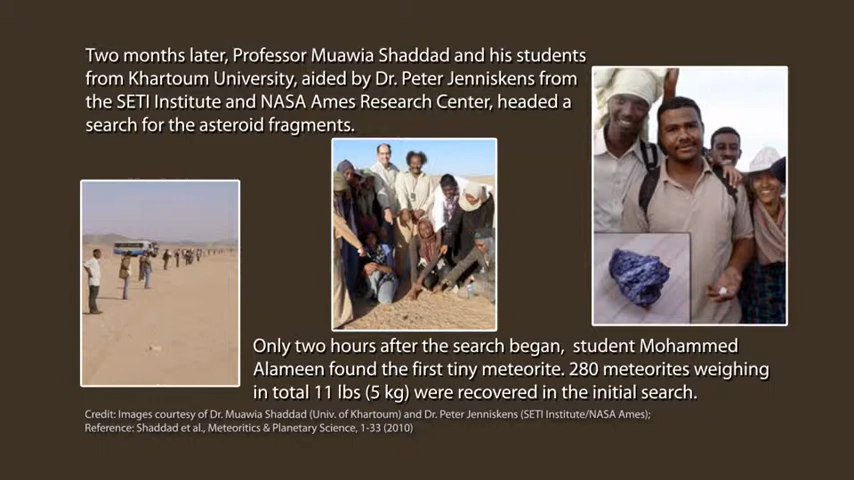 Two months later, Professor Muawia Shaddad and his students
from Khartoum University, aided by Dr. Peter Jenniskens from
the SETI Institute and NASA Ames Research Center, headed a
search for the asteroid fragments.
Only two hours after the search began, student Mohammed
Alameen found the first tiny meteorite. 280 meteorites weighing
in total 11 lbs (5 kg) were recovered in the initial search.
Credit: Images courtesy of Dr. Muawia Shaddad (Univ. of Khartoum) and Dr. Peter Jenniskens (SETI Institute/NASA Ames);
Reference: Shaddad et al., Meteoritics & Planetary Science, 1-33 (2010)